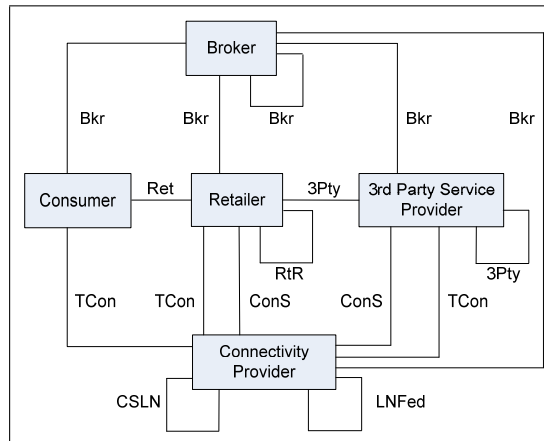 Broker
Bkr
Bkr
Bkr
Bkr
Bkr
Ret
3Pty
Consumer
Retailer
3rd Party Service
Provider
RtR
3Pty
TCon
TCon
ConS
ConS
TCon
Connectivity
Provider
CSLN
LNFed